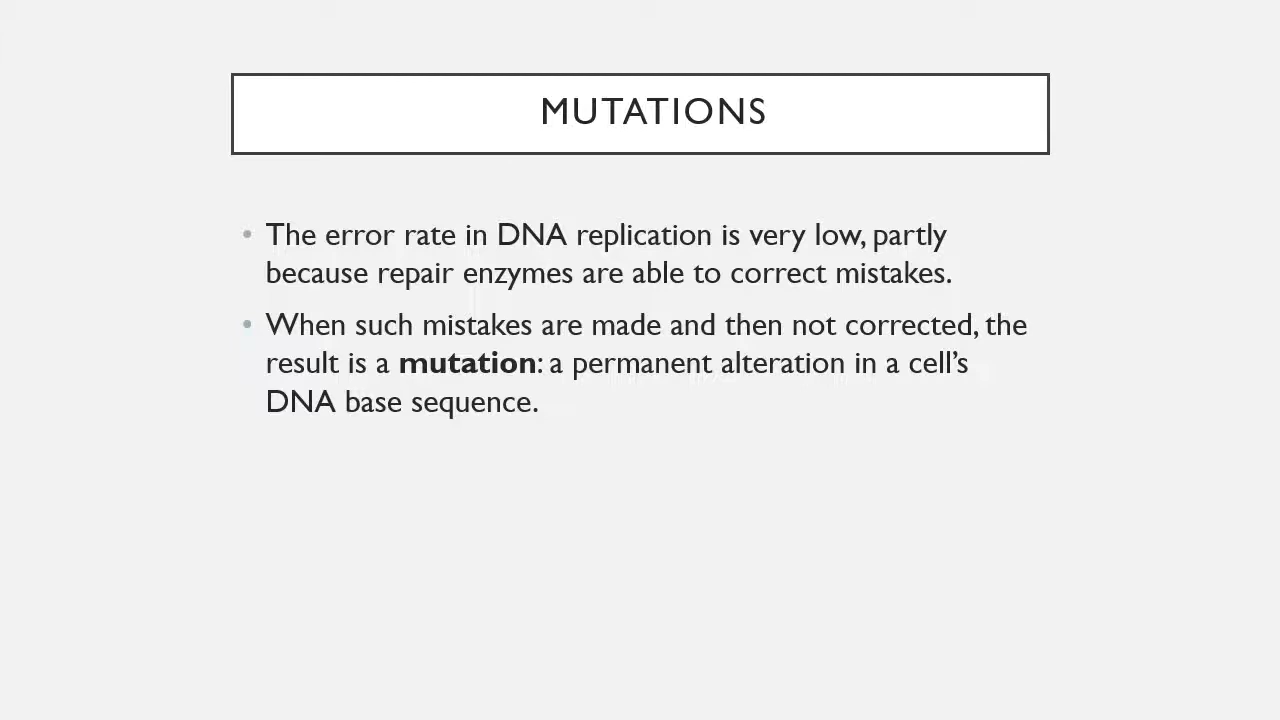 MUTATIONS
• The error rate in DNA replication is very low, partly
because repair enzymes are able to correct mistakes.
• When such mistakes are made and then not corrected, the
result is a mutation: a permanent alteration in a cell’s
DNA base sequence.